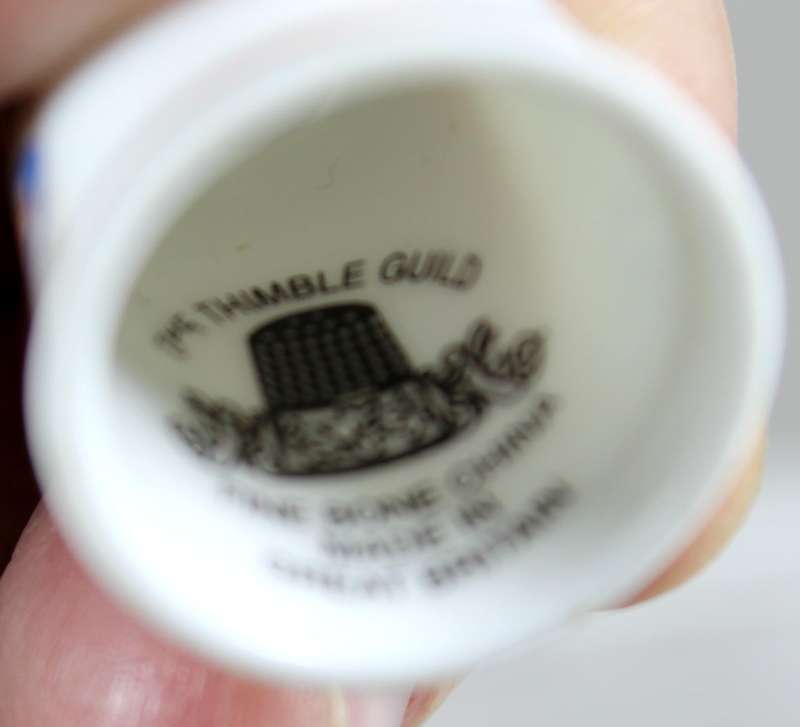 THE THIMBLE GUILD
FINE BONE CHINA
MADE IN
GREAT BRITAIN